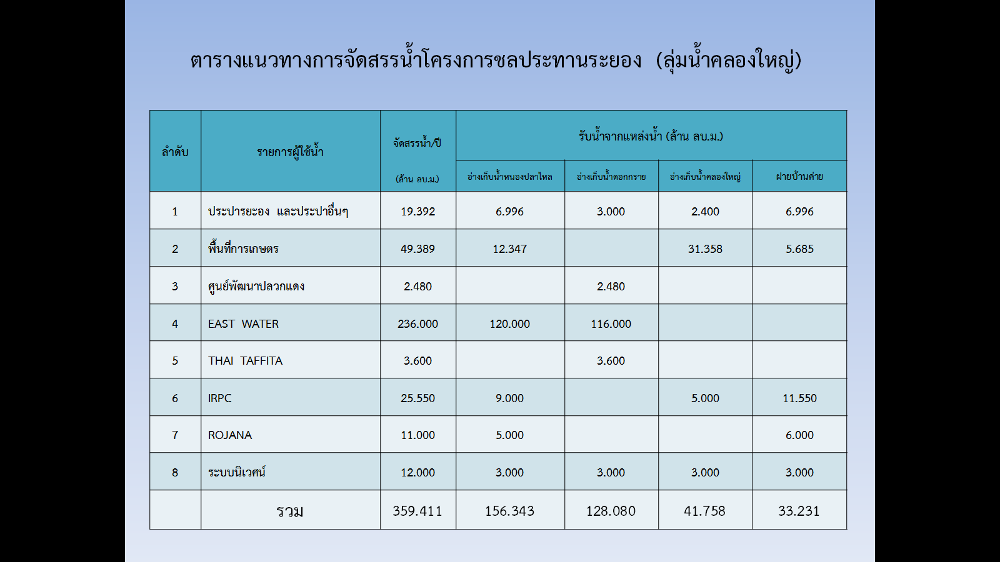 ตารางแนวทางการจัดสรรน้ำโครงการชลประทานระยอง (ลุ่มน้ำคลองใหญ่)
ลำดับ รายการผู้ใช้น้ำ จัดสรรน้ำ/ปี (ล้าน ลบ.ม.) รับน้ำจากแหล่งน้ำ (ล้าน ลบ.ม.)
อ่างเก็บน้ำหนองปลาไหล อ่างเก็บน้ำดอกกราย อ่างเก็บน้ำคลองใหญ่ ฝายบ้านค่าย
1 ประปารยะอง และประปาอื่นๆ 19.392 6.996 3.000 2.400 6.996
2 พื้นที่การเกษตร 49.389 12.347 31.358 5.685
3 ศูนย์พัฒนาปลวกแดง 2.480 2.480
4 EAST WATER 236.000 120.000 116.000
5 THAI TAFFITA 3.600 3.600
6 IRPC 25.550 9.000 5.000 11.550
7 ROJANA 11.000 5.000 6.000
8 ระบบนิเวศน์ 12.000 3.000 3.000 3.000 3.000
รวม 359.411 156.343 128.080 41.758 33.231